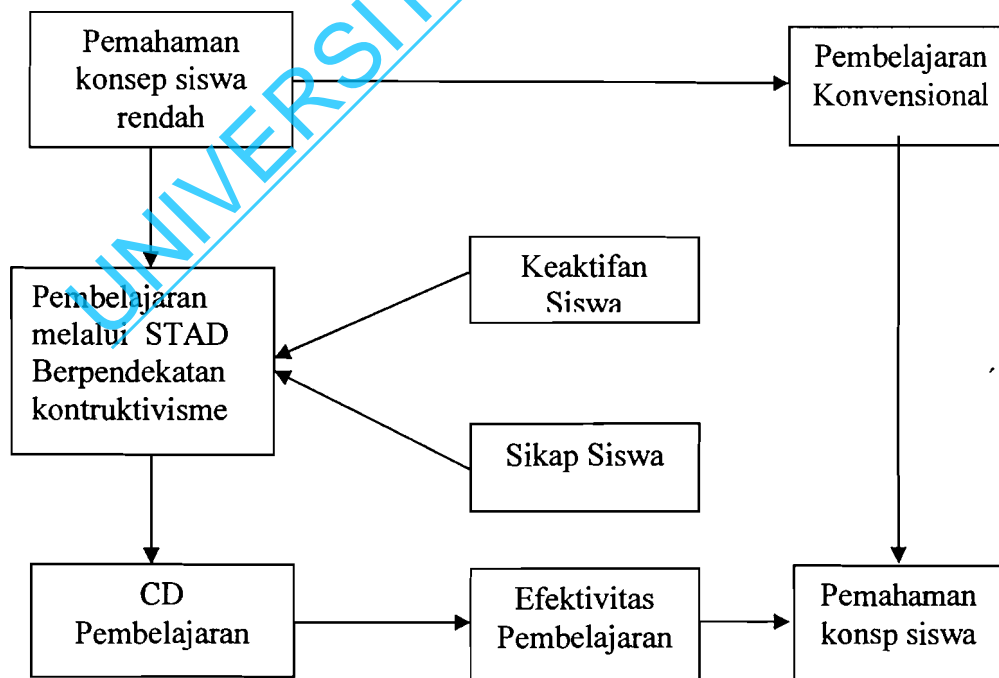 UNIVERSIT
Pemahaman
konsep siswa
rendah
Pembelajaran
Konvensional
Pembelajaran
melalui STAD
Berpendekatan
kontruktivisme
Keaktifan
Siswa
Sikap Siswa
CD
Pembelajaran
Efektivitas
Pembelajaran
Pemahaman
konsp siswa